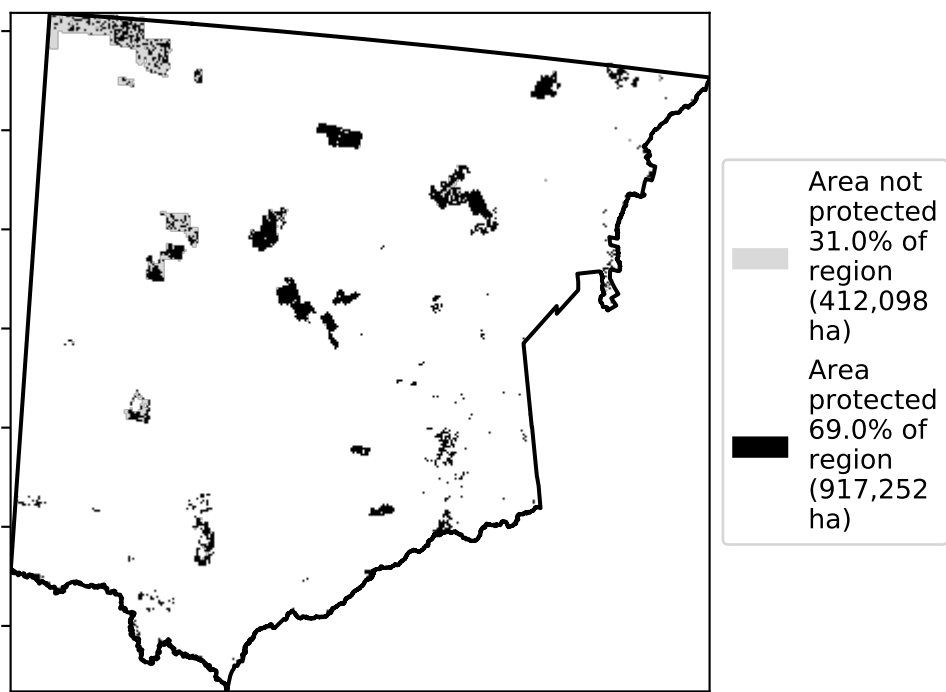 Area not
protected
31.0% of
region
(412,098
ha)
Area
protected
69.0% of
region
(917,252
ha)